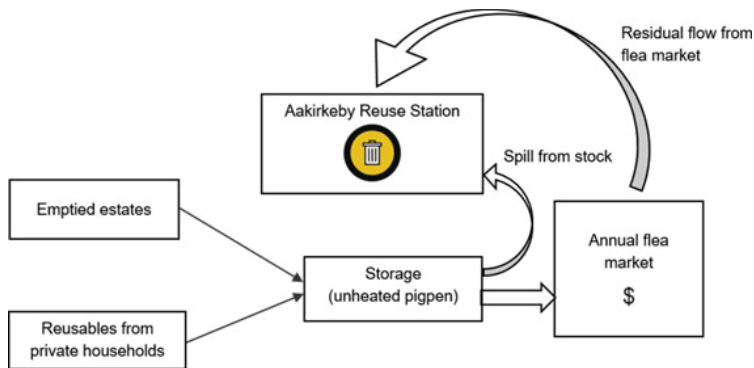 Residual flow from
flea market
Aakirkeby Reuse Station
Spill from stock
Emptied estates
Annual flea
market
$
Storage
(unheated pigpen)
Reusables from
private households